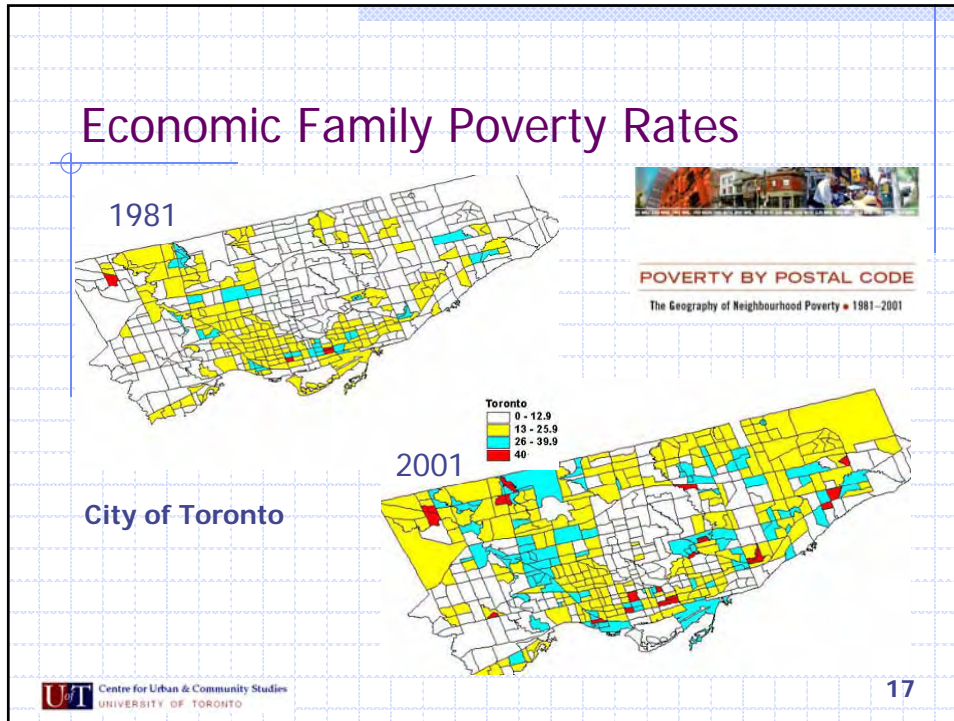 Economic Family Poverty Rates
1981
POVERTY BY POSTAL CODE
The Geography of Neighbourhood Poverty ■ 1981–2001
Toronto
0 - 12.9
13 - 25.9
26 - 39.9
40
2001
City of Toronto
UofT Centre for Urban & Community Studies
UNIVERSITY OF TORONTO
17